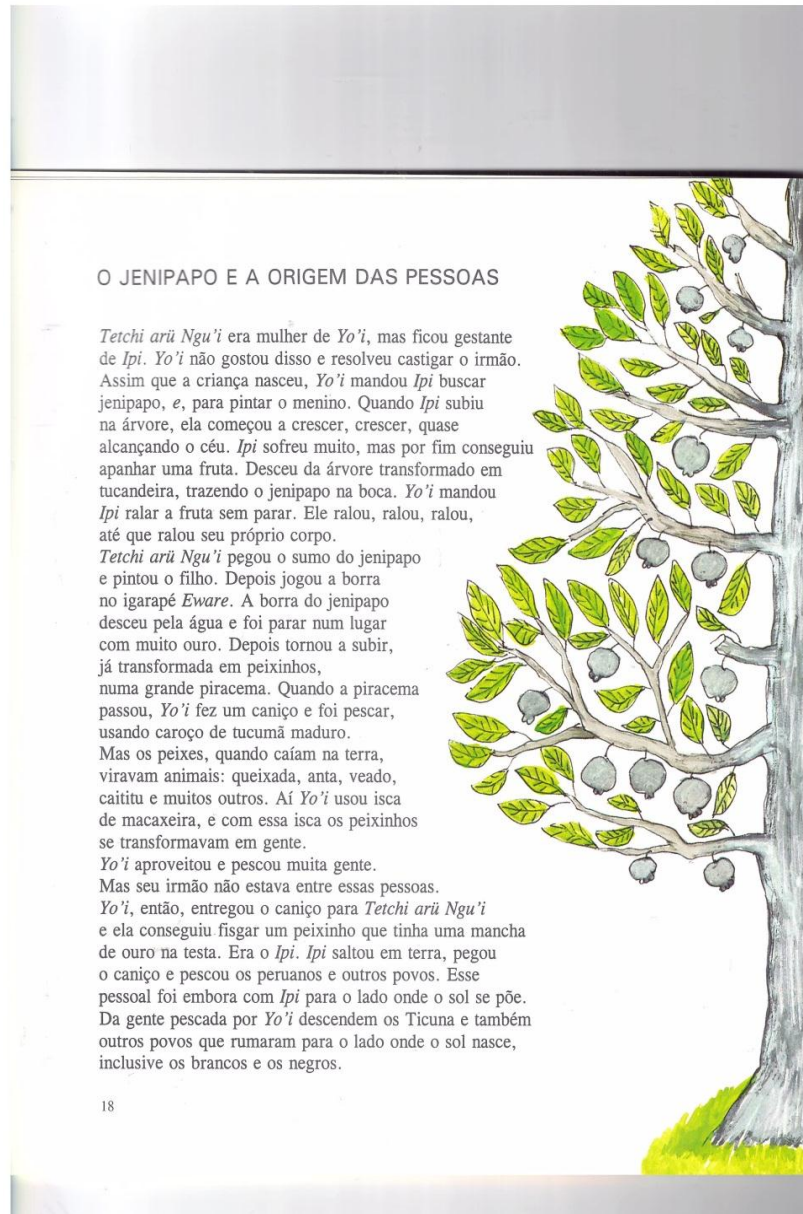 O JENIPAPO E A ORIGEM DAS PESSOAS
Tetchi arü Ngu'i era mulher de Yo'i, mas ficou gestante
de Ipi. Yo'i não gostou disso e resolveu castigar o irmão.
Assim que a criança nasceu, Yo'i mandou Ipi buscar
jenipapo, e, para pintar o menino. Quando Ipi subiu
na árvore, ela começou a crescer, crescer, quase
alcançando o céu. Ipi sofreu muito, mas por fim conseguiu
apanhar uma fruta. Desceu da árvore transformado em
tucandeira, trazendo o jenipapo na boca. Yo'i mandou
Ipi ralar a fruta sem parar. Ele ralou, ralou, ralou,
até que ralou seu próprio corpo.
Tetchi arü Ngu'i pegou o sumo do jenipapo
e pintou o filho. Depois jogou a borra
no igarapé Eware. A borra do jenipapo
desceu pela água e foi parar num lugar
com muito ouro. Depois tornou a subir,
já transformada em peixinhos,
numa grande piracema. Quando a piracema
passou, Yo'i fez um caniço e foi pescar,
usando caroço de tucumã maduro.
Mas os peixes, quando caíam na terra,
viravam animais: queixada, anta, veado,
caititu e muitos outros. Aí Yo'i usou isca
de macaxeira, e com essa isca os peixinhos
se transformavam em gente.
Yo'i aproveitou e pescou muita gente.
Mas seu irmão não estava entre essas pessoas.
Yo'i, então, entregou o caniço para Tetchi arü Ngu'i
e ela conseguiu fisgar um peixinho que tinha uma mancha
de ouro na testa. Era o Ipi. Ipi saltou em terra, pegou
o caniço e pescou os peruanos e outros povos. Esse
pessoal foi embora com Ipi para o lado onde o sol se põe.
Da gente pescada por Yo'i descendem os Ticuna e também
outros povos que rumaram para o lado onde o sol nasce,
inclusive os brancos e os negros.
18